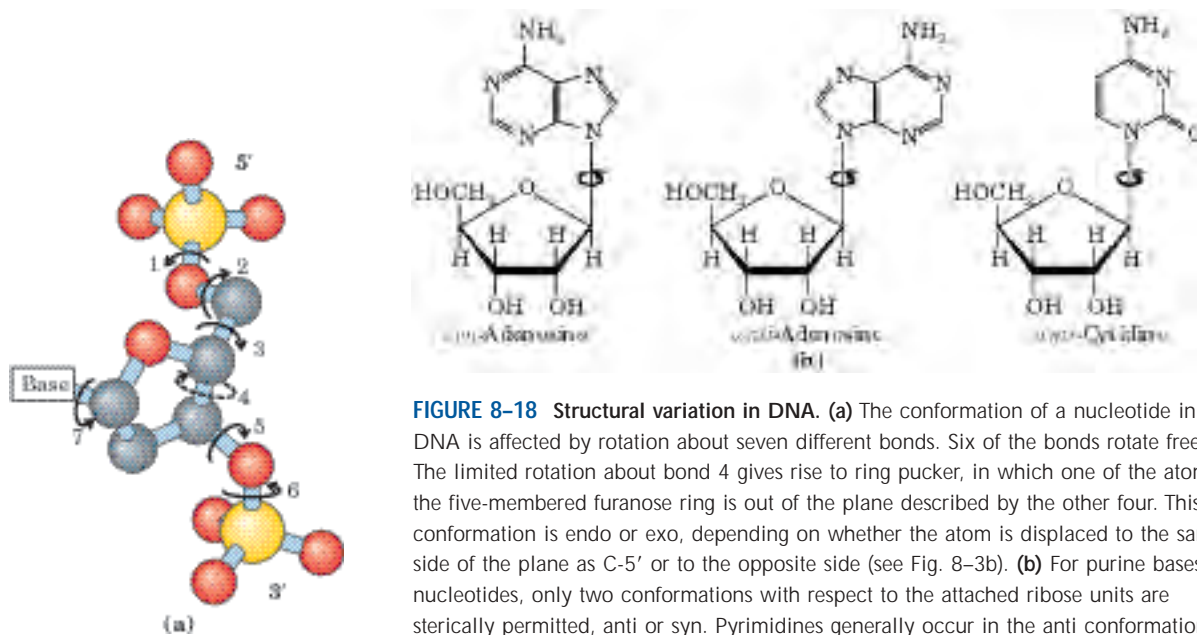 5′
1
2
3
4
Base
7
5
6
3′
(a)
NH
N
N
N
N
HOCH
O
H
H
H
H
OH
OH
NH
N
N
N
N
HOCH
O
H
H
H
H
OH
OH
NH
N
N
O
HOCH
O
H
H
H
H
OH
OH
FIGURE 8–18 Structural variation in DNA. (a) The conformation of a nucleotide in
DNA is affected by rotation about seven different bonds. Six of the bonds rotate free
The limited rotation about bond 4 gives rise to ring pucker, in which one of the ator
the five-membered furanose ring is out of the plane described by the other four. This
conformation is endo or exo, depending on whether the atom is displaced to the sa
side of the plane as C-5′ or to the opposite side (see Fig. 8–3b). (b) For purine bases
nucleotides, only two conformations with respect to the attached ribose units are
sterically permitted, anti or syn. Pyrimidines generally occur in the anti conformatio